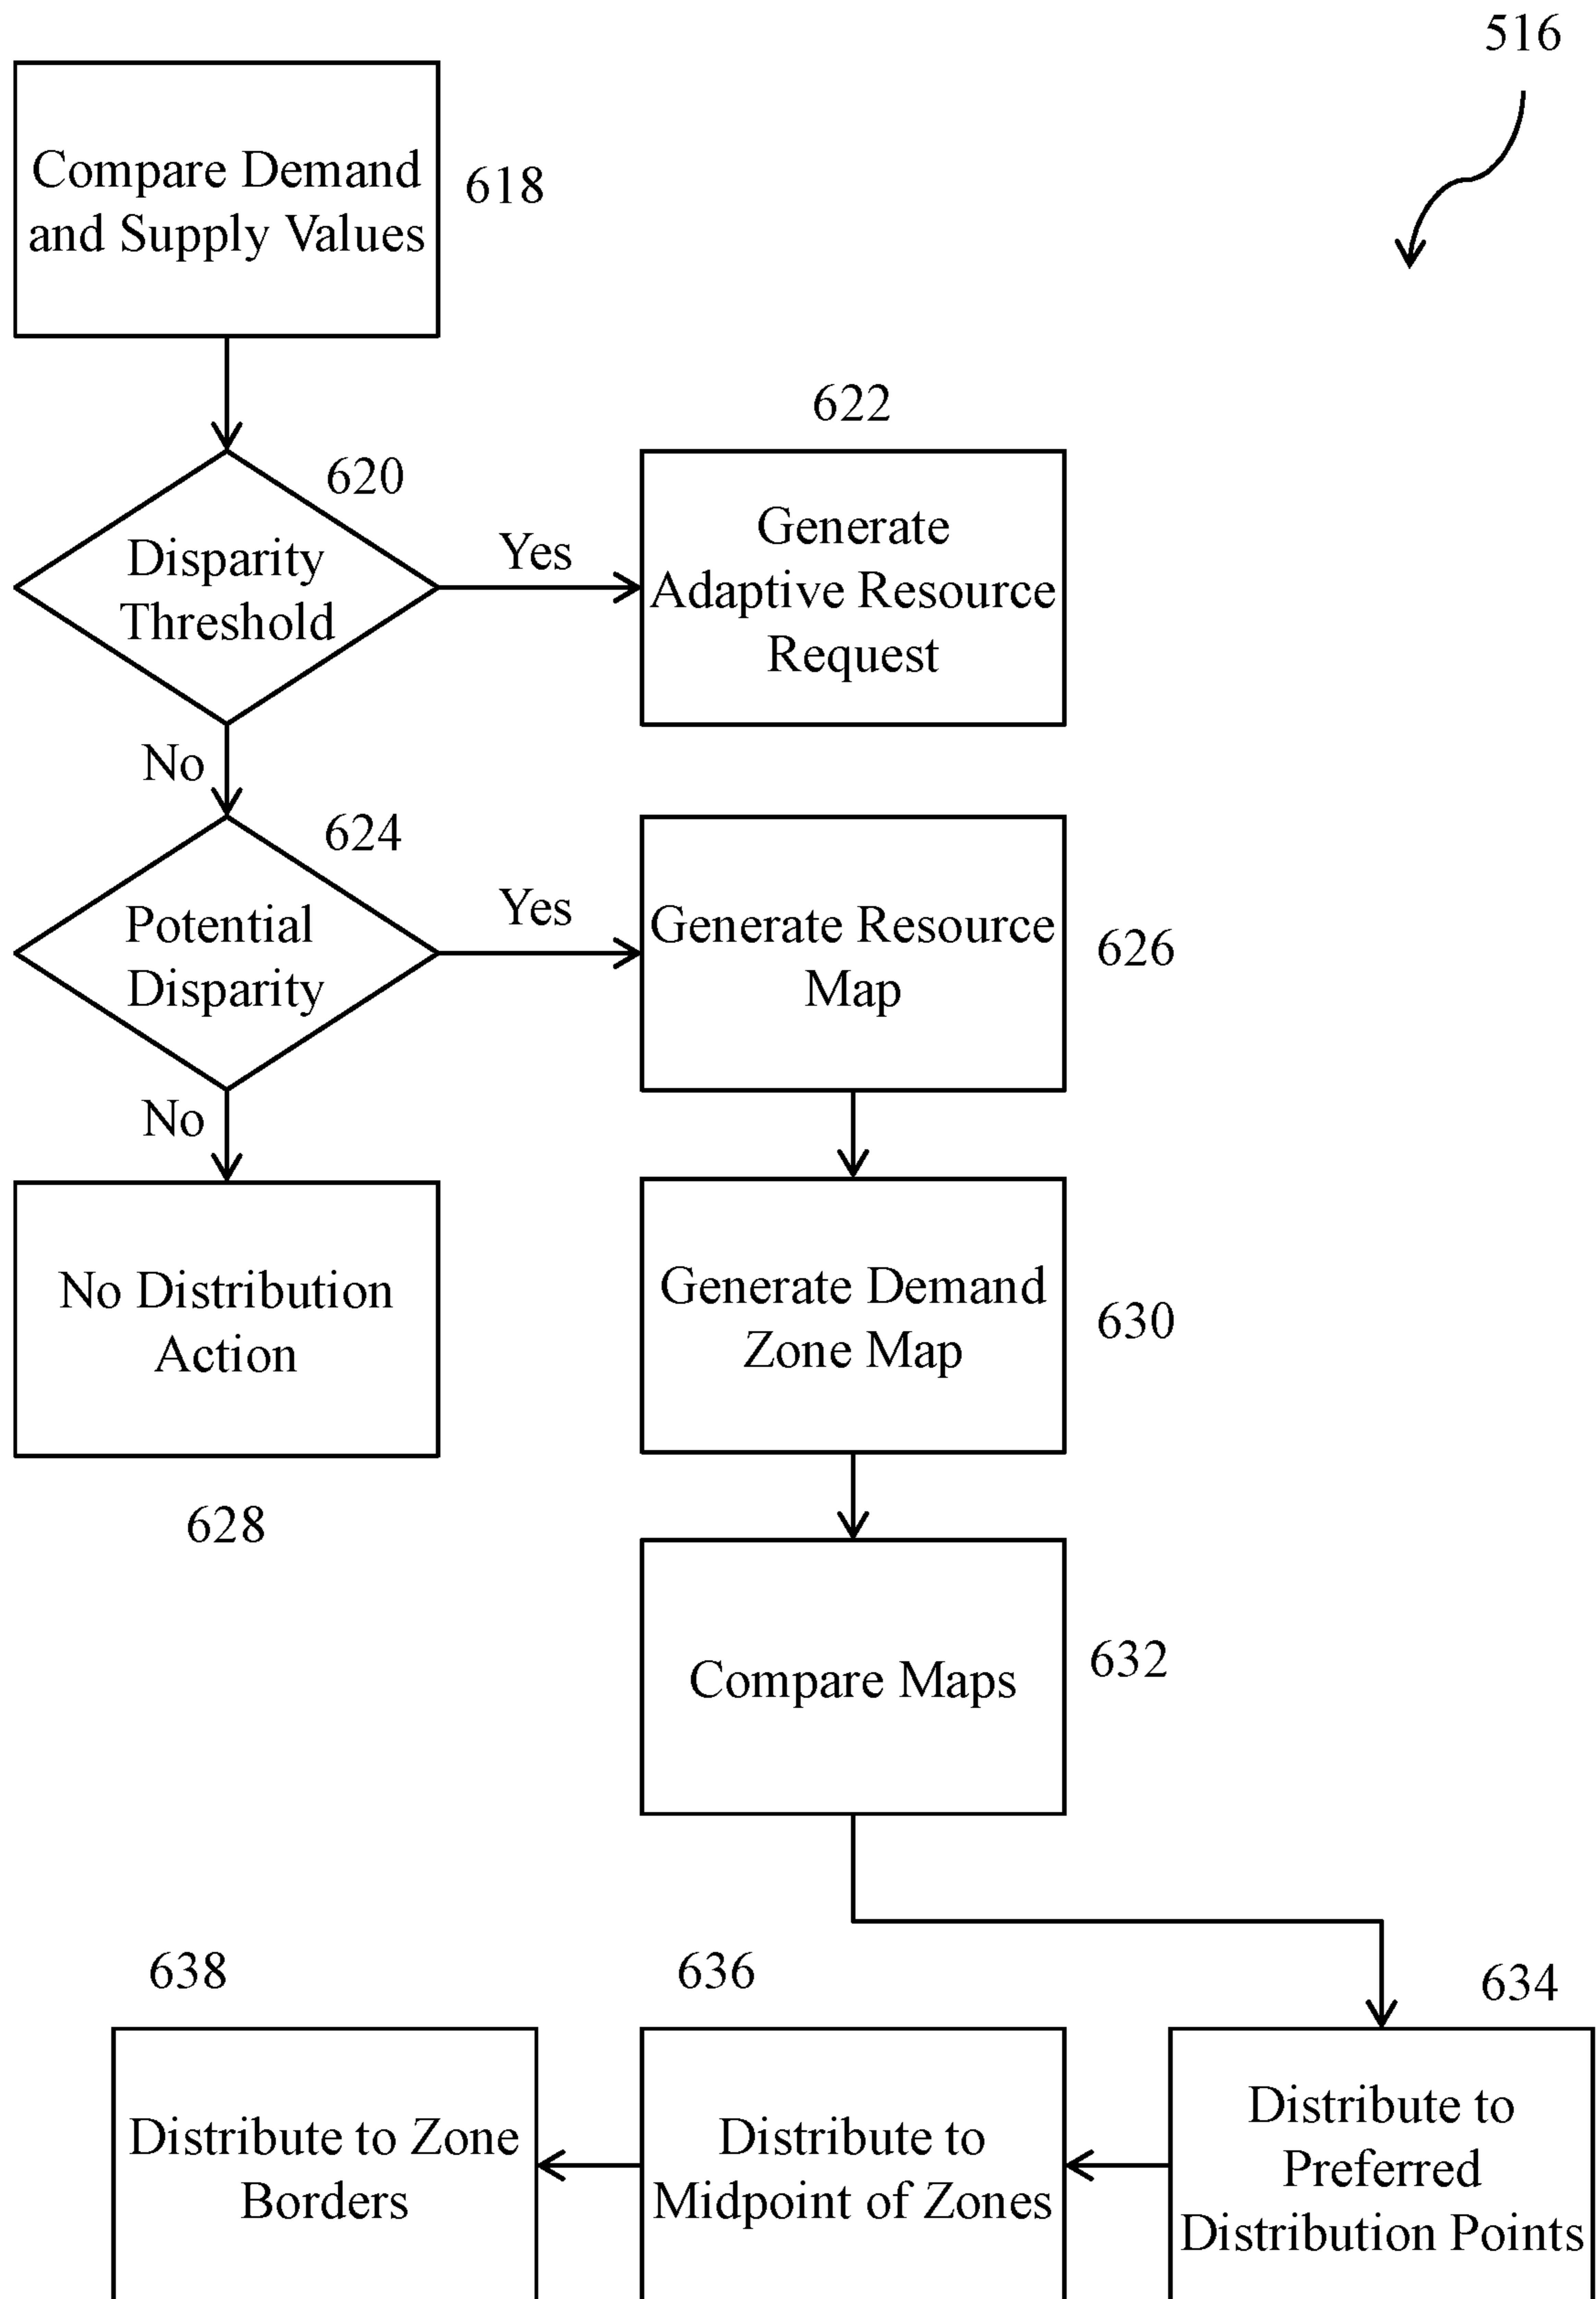 516
Compare Demand
and Supply Values
618
622
620
Disparity
Threshold
Yes
Generate
Adaptive Resource
Request
No
624
Potential
Disparity
Yes
Generate Resource
Map
626
No
No Distribution
Action
628
Generate Demand
Zone Map
630
Compare Maps
632
634
Distribute to
Preferred
Distribution Points
636
Distribute to
Midpoint of Zones
638
Distribute to Zone
Borders